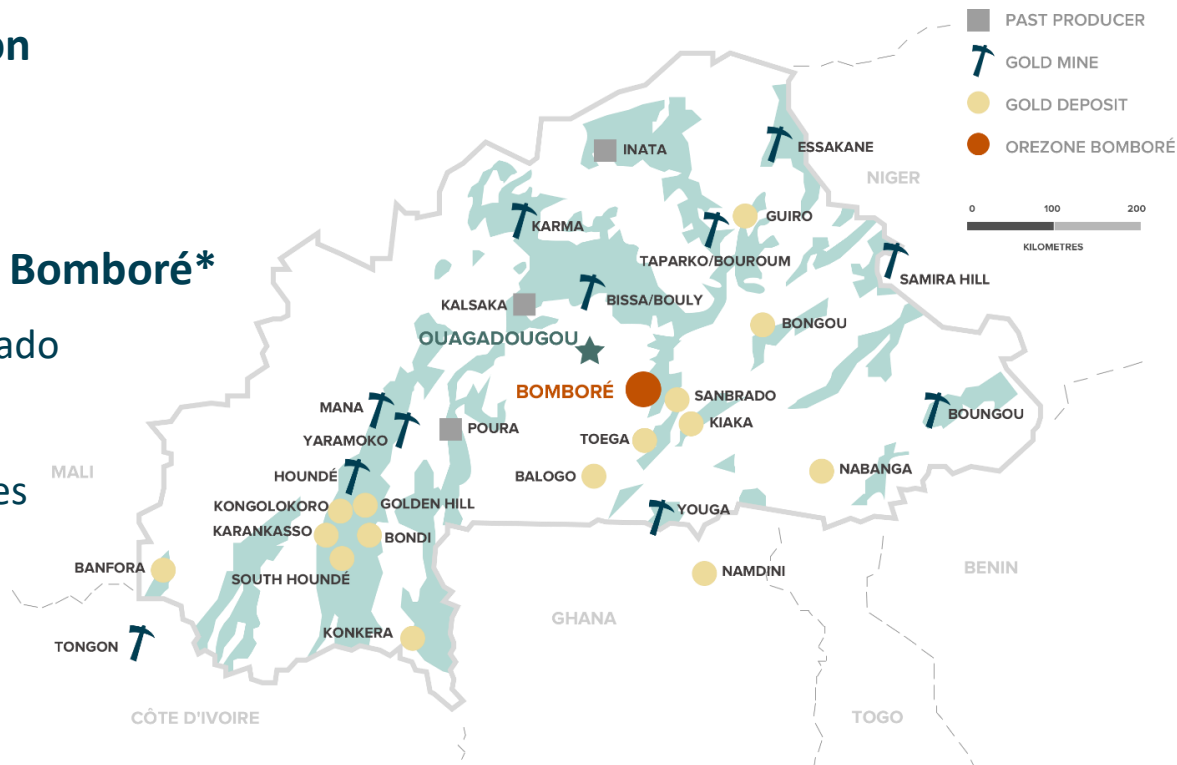 on
Bomboré*
ado
es
PAST PRODUCER
GOLD MINE
GOLD DEPOSIT
OREZONE BOMBORÉ
0 100 200
KILOMETRES
INATA
ESSAKANE
NIGER
KARMA
GUIRO
TAPARKO/BOUROUM
SAMIRA HILL
KALSAKA
BISSA/BOULY
BONGOU
OUAGADOUGOU
BOMBORÉ
SANBRADO
MANA
KIAKA
BOUNGOU
YARAMOKO
POURA
TOEGA
MALI
HOUNDÉ
BALOGO
NABANGA
KONGOLOKORO
GOLDEN HILL
YOUGA
KARANKASSO
BONDI
BANFORA
SOUTH HOUNDÉ
NAMDINI
BENIN
GHANA
KONKERA
TONGON
CÔTE D'IVOIRE
TOGO